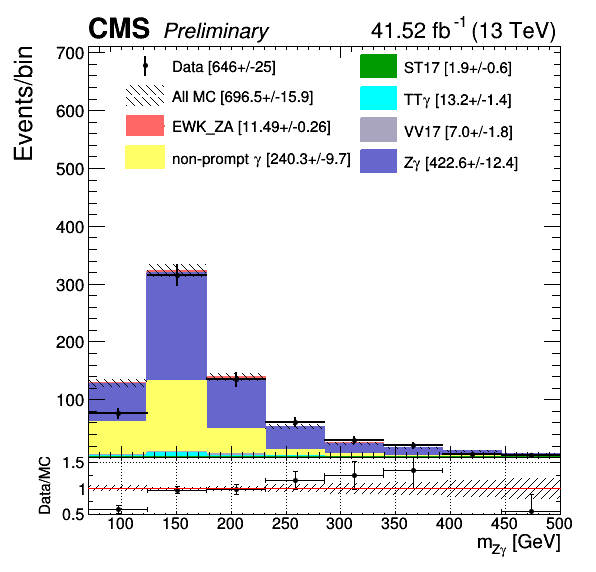 CMS Preliminary 41.52 fb⁻¹ (13 TeV)
Events/bin
700
600
500
400
300
200
100
Data [646+/-25]
All MC [696.5+/-15.9]
EWK_ZA [11.49+/-0.26]
non-prompt γ [240.3+/-9.7]
ST17 [1.9+/-0.6]
TTγ [13.2+/-1.4]
VV17 [7.0+/-1.8]
Zγ [422.6+/-12.4]
Data/MC
1.5
1
0.5
100 150 200 250 300 350 400 450 500
m_Zγ [GeV]